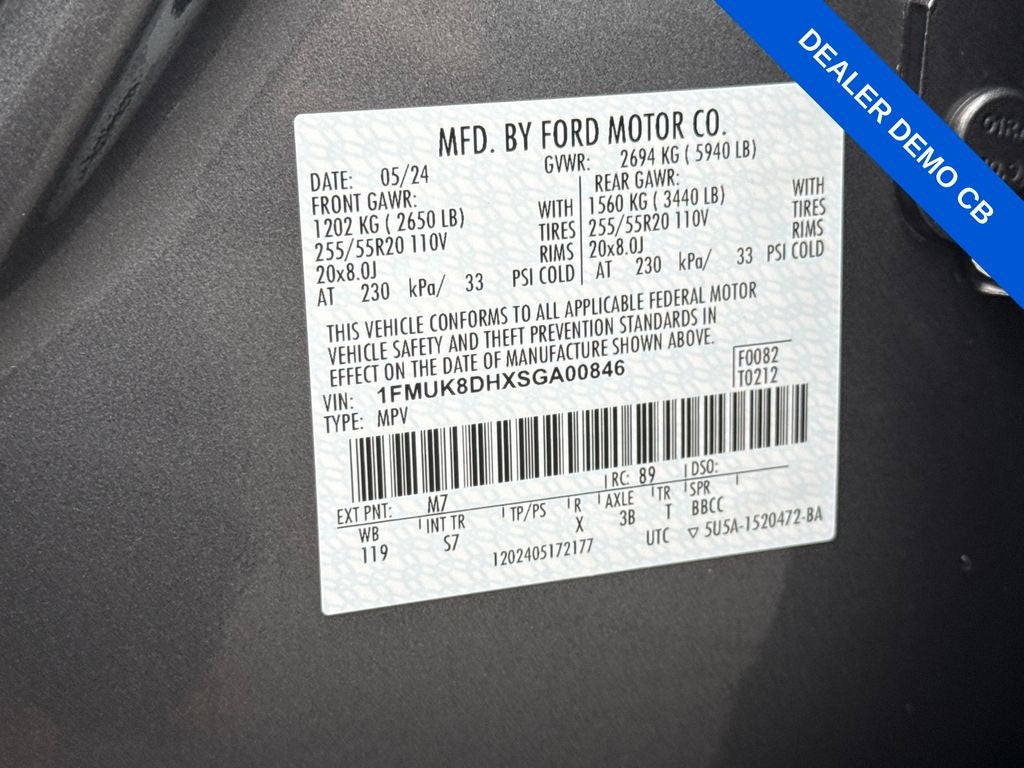 DEALER DEMO CB
MFD. BY FORD MOTOR CO.
DATE: 05/24 GVWR: 2694 KG ( 5940 LB)
FRONT GAWR: REAR GAWR:
1202 KG ( 2650 LB) WITH 1560 KG ( 3440 LB) WITH
255/55R20 110V TIRES 255/55R20 110V TIRES
20x8.0J RIMS 20x8.0J RIMS
AT 230 kPa/ 33 PSI COLD AT 230 kPa/ 33 PSI COLD
THIS VEHICLE CONFORMS TO ALL APPLICABLE FEDERAL MOTOR
VEHICLE SAFETY AND THEFT PREVENTION STANDARDS IN
EFFECT ON THE DATE OF MANUFACTURE SHOWN ABOVE.
VIN: 1FMUK8DHXSGA00846 F0082
TYPE: MPV T0212
EXT PNT: M7 RC: 89 DSO:
WB INT TR TP/PS R AXLE TR SPR
119 S7 X 3B T BBCC
1202405172177 UTC ▽ 5U5A-1520472-BA